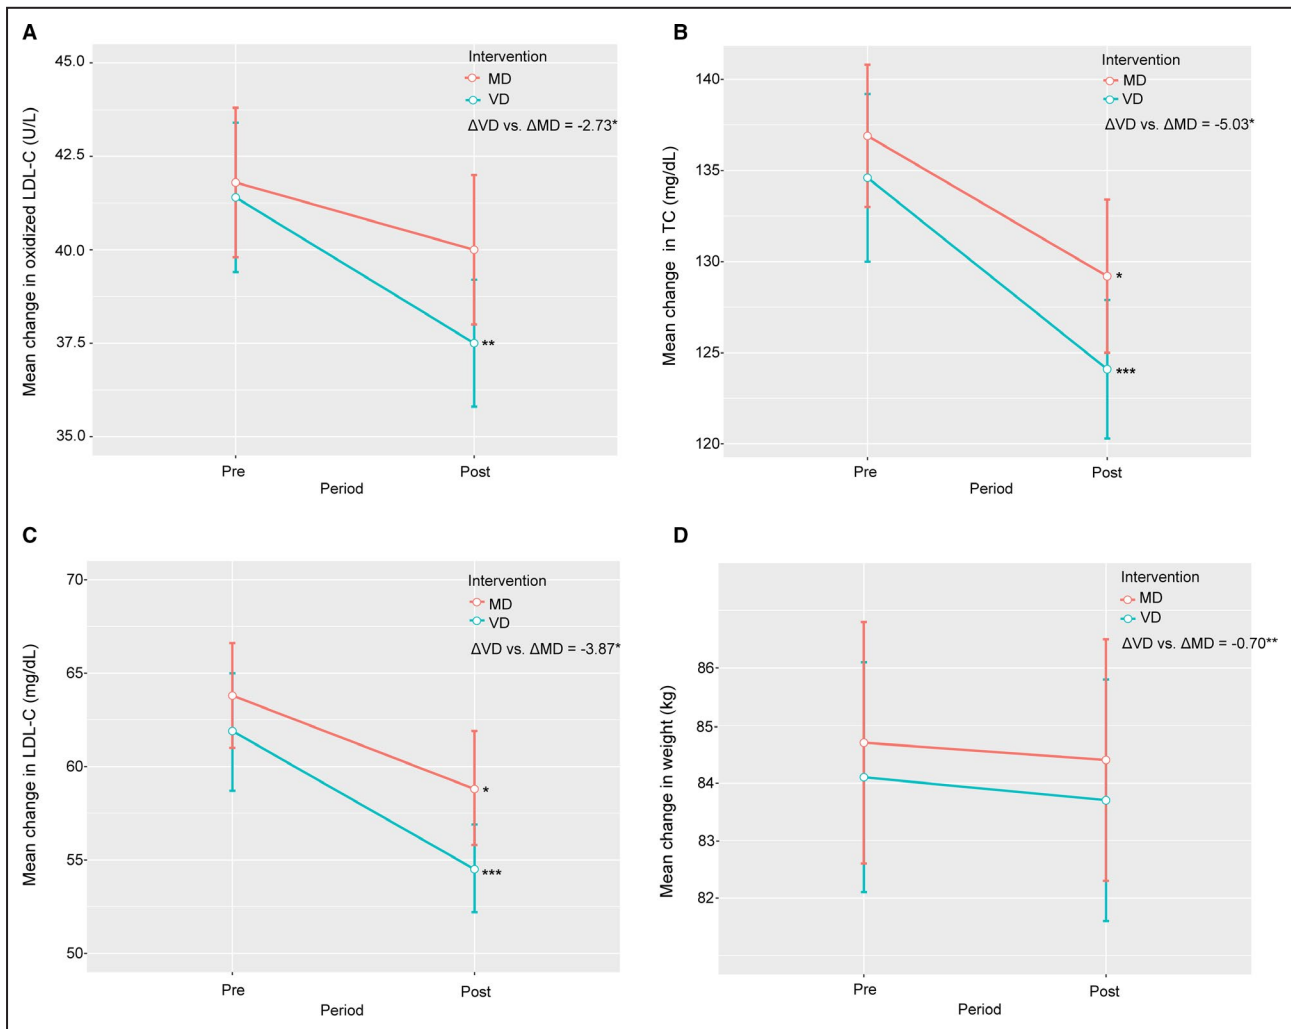 A
Mean change in oxidized LDL-C (U/L)
45.0
42.5
40.0
37.5
35.0
Intervention
MD
VD
ΔVD vs. ΔMD = -2.73*
**
Pre
Post
Period
B
Mean change in TC (mg/dL)
140
135
130
125
120
Intervention
MD
VD
ΔVD vs. ΔMD = -5.03*
*
***
Pre
Post
Period
C
Mean change in LDL-C (mg/dL)
70
65
60
55
50
Intervention
MD
VD
ΔVD vs. ΔMD = -3.87*
*
***
Pre
Post
Period
D
Mean change in weight (kg)
86
85
84
83
82
Intervention
MD
VD
ΔVD vs. ΔMD = -0.70**
Pre
Post
Period